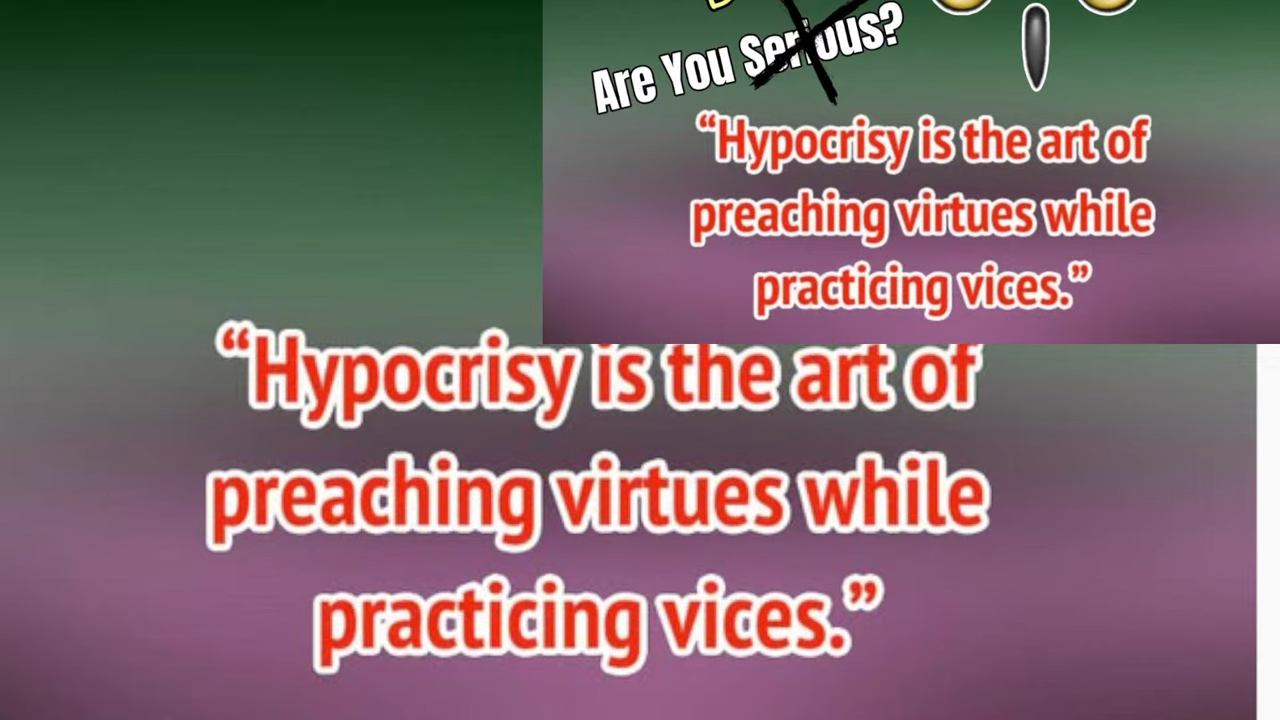 Are You Serious?
“Hypocrisy is the art of
preaching virtues while
practicing vices.”
“Hypocrisy is the art of
preaching virtues while
practicing vices.”